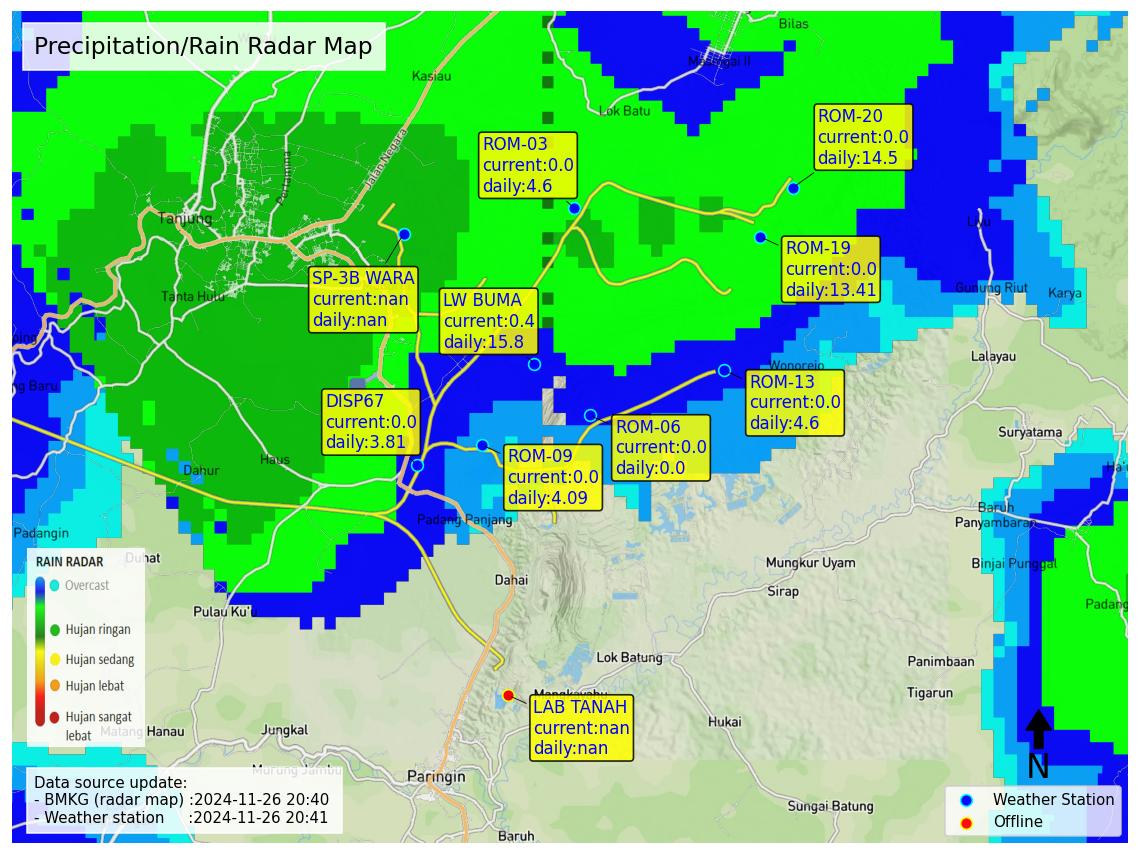 Precipitation/Rain Radar Map
Bilas
Kasiau
Lok Batu
Jalan Negara
Pertamina
ROM-20
current:0.0
daily:14.5
ROM-03
current:0.0
daily:4.6
Tanjung
Layu
ROM-19
current:0.0
daily:13.41
SP-3B WARA
current:nan
daily:nan
Tanta Hulu
LW BUMA
current:0.4
daily:15.8
Gunung Riut
Karya
Lalayau
Wonorejo
ROM-13
current:0.0
daily:4.6
DISP67
current:0.0
daily:3.81
ROM-06
current:0.0
daily:0.0
ROM-09
current:0.0
daily:4.09
Suryatama
Haus
Dahur
Baruh
Panyambaran
Padang Panjang
Padangin
Binjai Punggal
Mungkur Uyam
Dahai
Sirap
Pulau Ku'u
Padang
RAIN RADAR
Overcast
Hujan ringan
Hujan sedang
Hujan lebat
Hujan sangat
lebat
Lok Batung
Panimbaan
Tigarun
LAB TANAH
current:nan
daily:nan
Hukai
Jungkal
Matang Hanau
Murung Jambu
Paringin
Sungai Batung
Baruh
N
Data source update:
- BMKG (radar map) :2024-11-26 20:40
- Weather station :2024-11-26 20:41
Weather Station
Offline